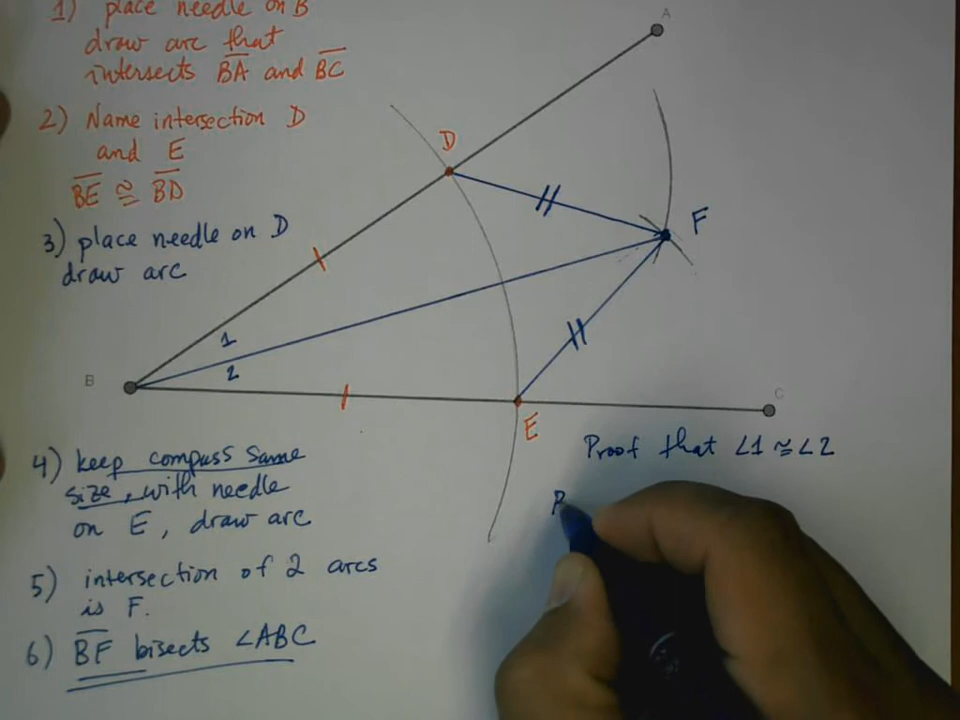 1) place needle on B
draw arc that
intersects BA and BC
2) Name intersection D
and E
BE ≅ BD
3) place needle on D
draw arc
A
D
F
1
2
B
C
E
Proof that ∠1 ≅ ∠2
4) keep compass same
size, with needle
on E, draw arc
5) intersection of 2 arcs
is F.
6) BF bisects ∠ABC